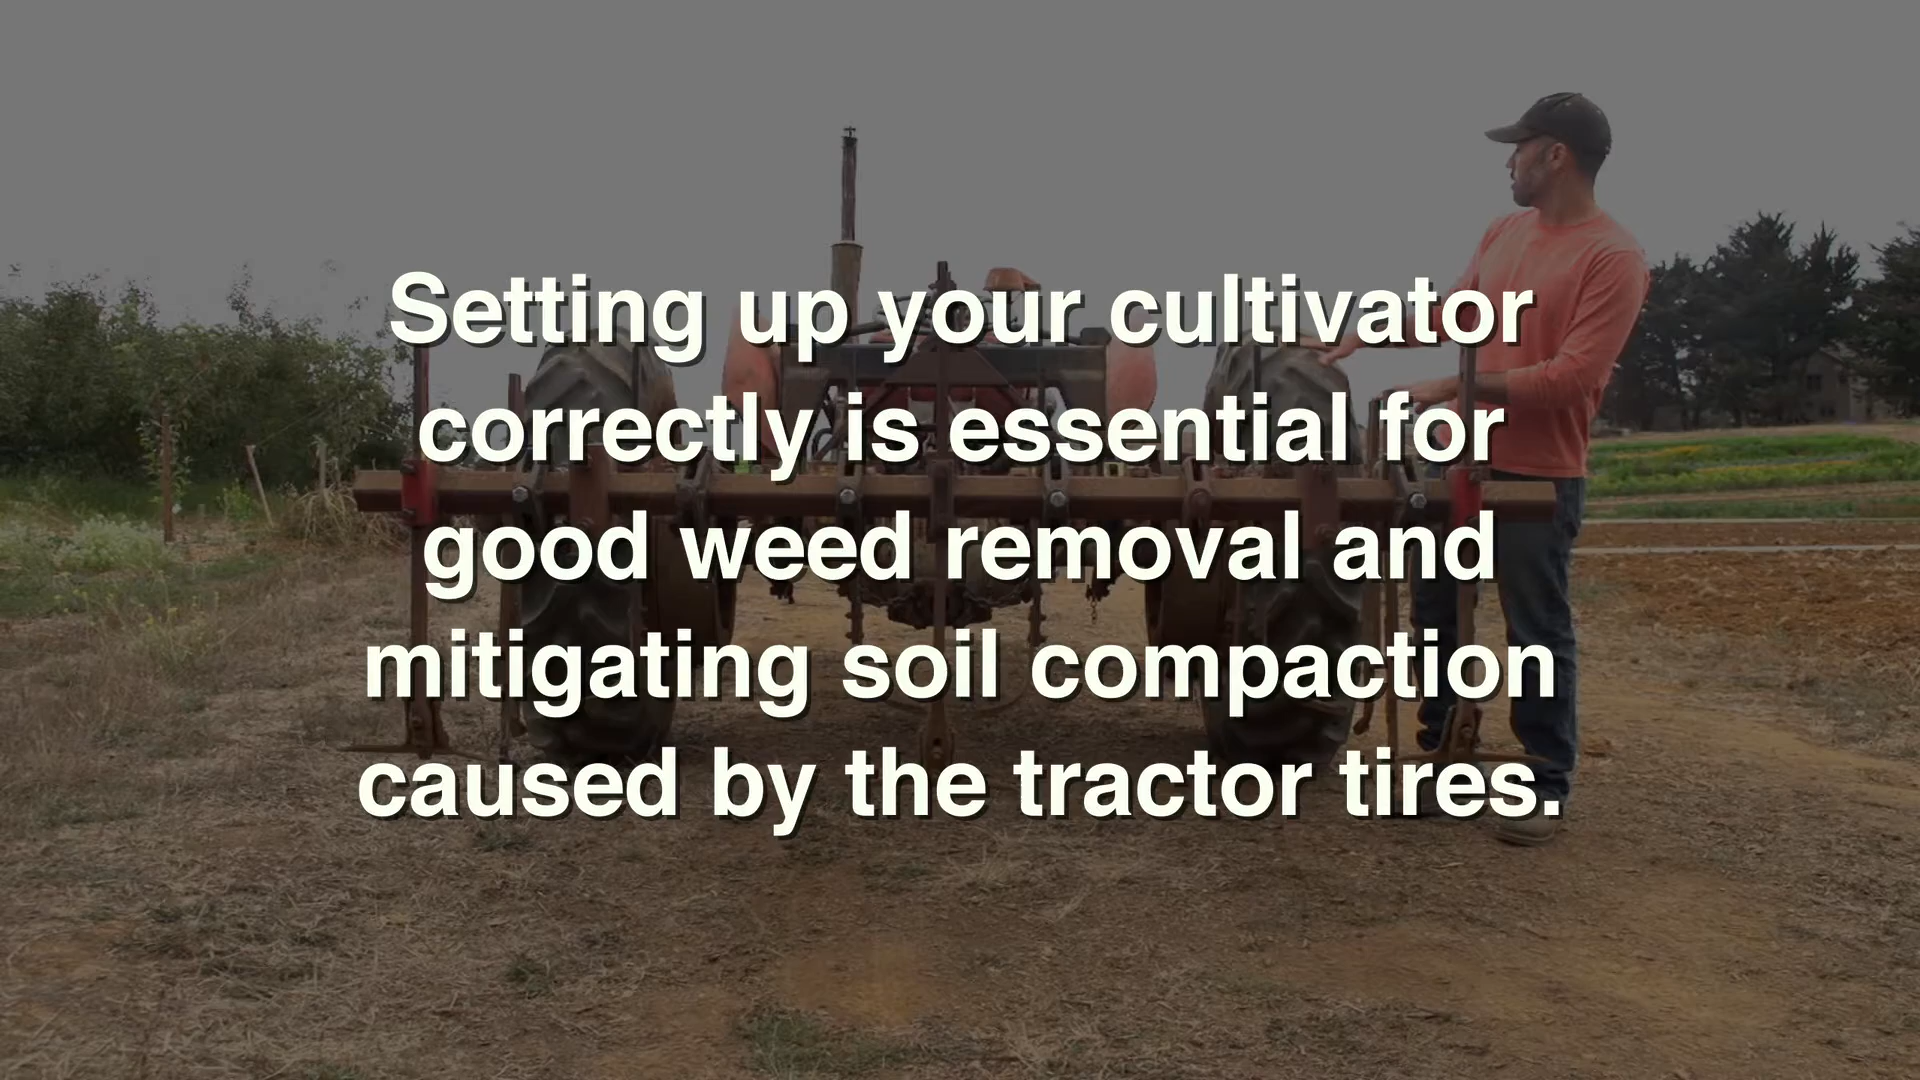 Setting up your cultivator
correctly is essential for
good weed removal and
mitigating soil compaction
caused by the tractor tires.